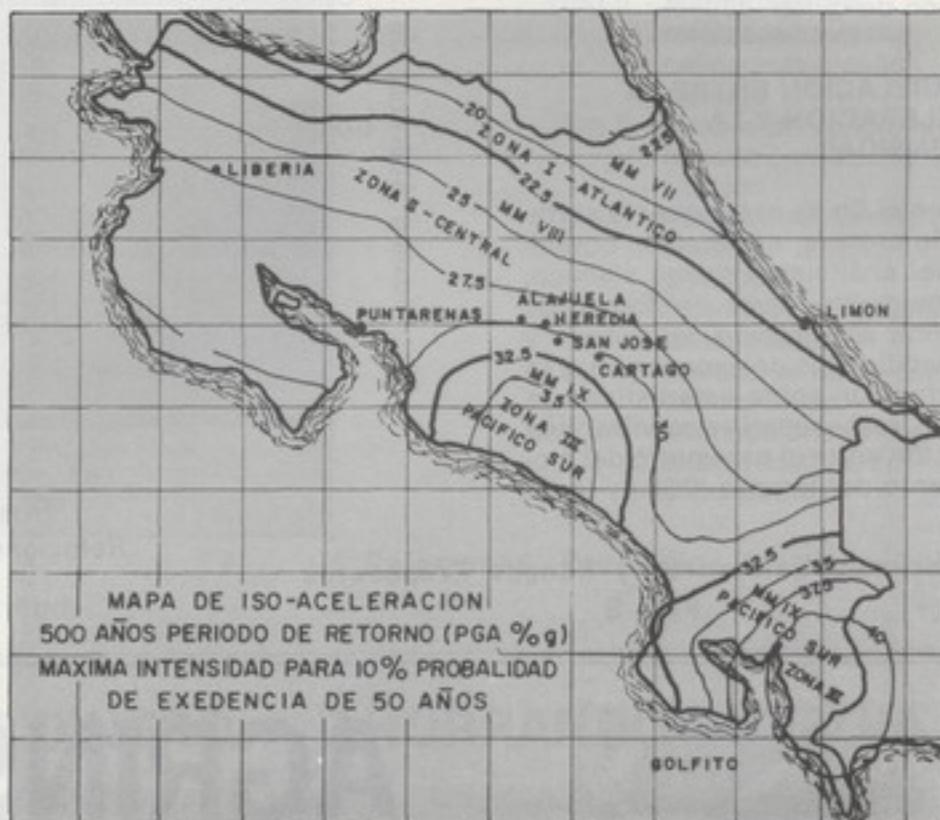 20
ZONA I - ATLANTICO
MM VII
22.5
22.5
LIBERIA
ZONA II - CENTRAL
25
MM VIII
27.5
ALAJUELA
PUNTARENAS
HEREDIA
LIMON
SAN JOSE
CARTAGO
32.5
MM IX
35
ZONA III
PACIFICO SUR
30
32.5
35
37.5
MM IX
PACIFICO SUR
40
ZONA III
MAPA DE ISO-ACELERACION
500 AÑOS PERIODO DE RETORNO (PGA % g)
MAXIMA INTENSIDAD PARA 10% PROBALIDAD
DE EXEDENCIA DE 50 AÑOS
GOLFITO